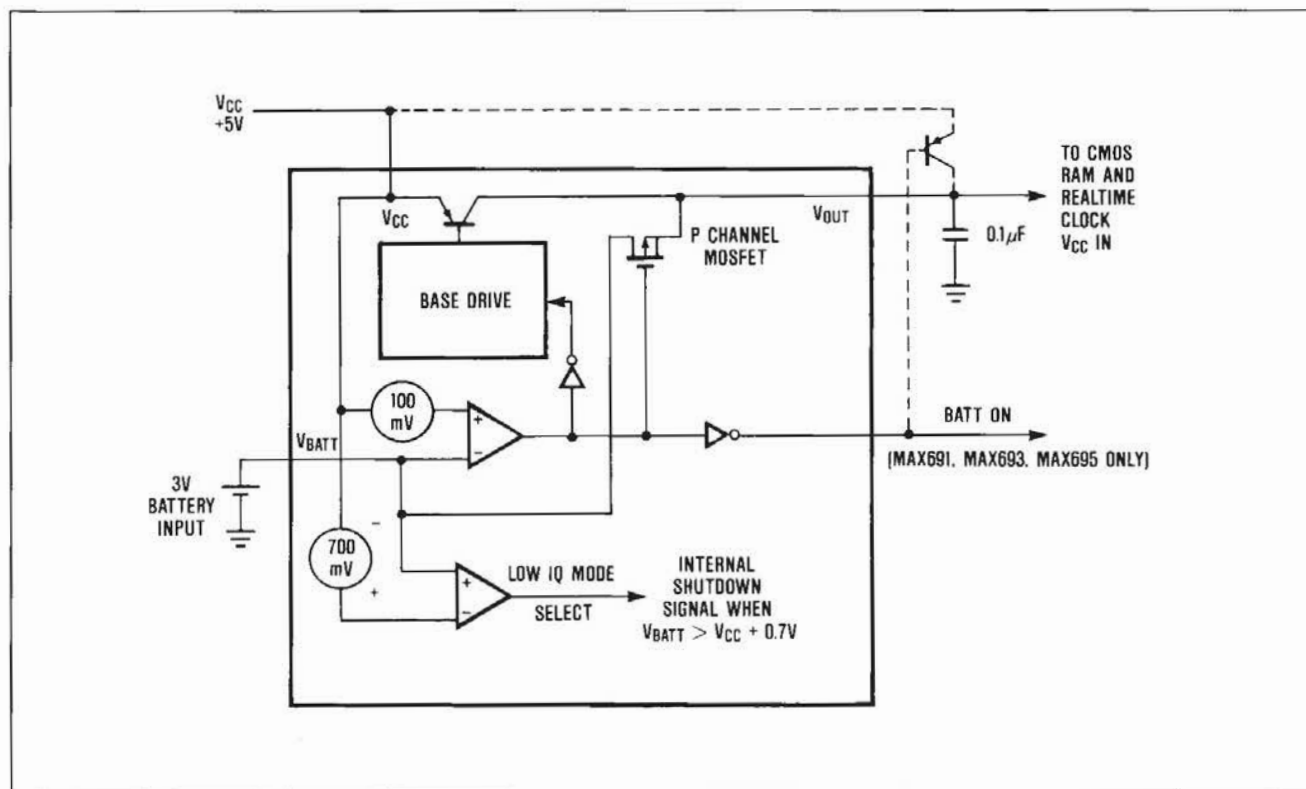 VCC
+5V
TO CMOS
RAM AND
REALTIME
CLOCK
VCC IN
VCC
VOUT
0.1µF
P CHANNEL
MOSFET
BASE DRIVE
100
mV
+
−
VBATT
BATT ON
(MAX691, MAX693, MAX695 ONLY)
3V
BATTERY
INPUT
−
700
mV
+
+
−
LOW IQ MODE
SELECT
INTERNAL
SHUTDOWN
SIGNAL WHEN
VBATT > VCC + 0.7V